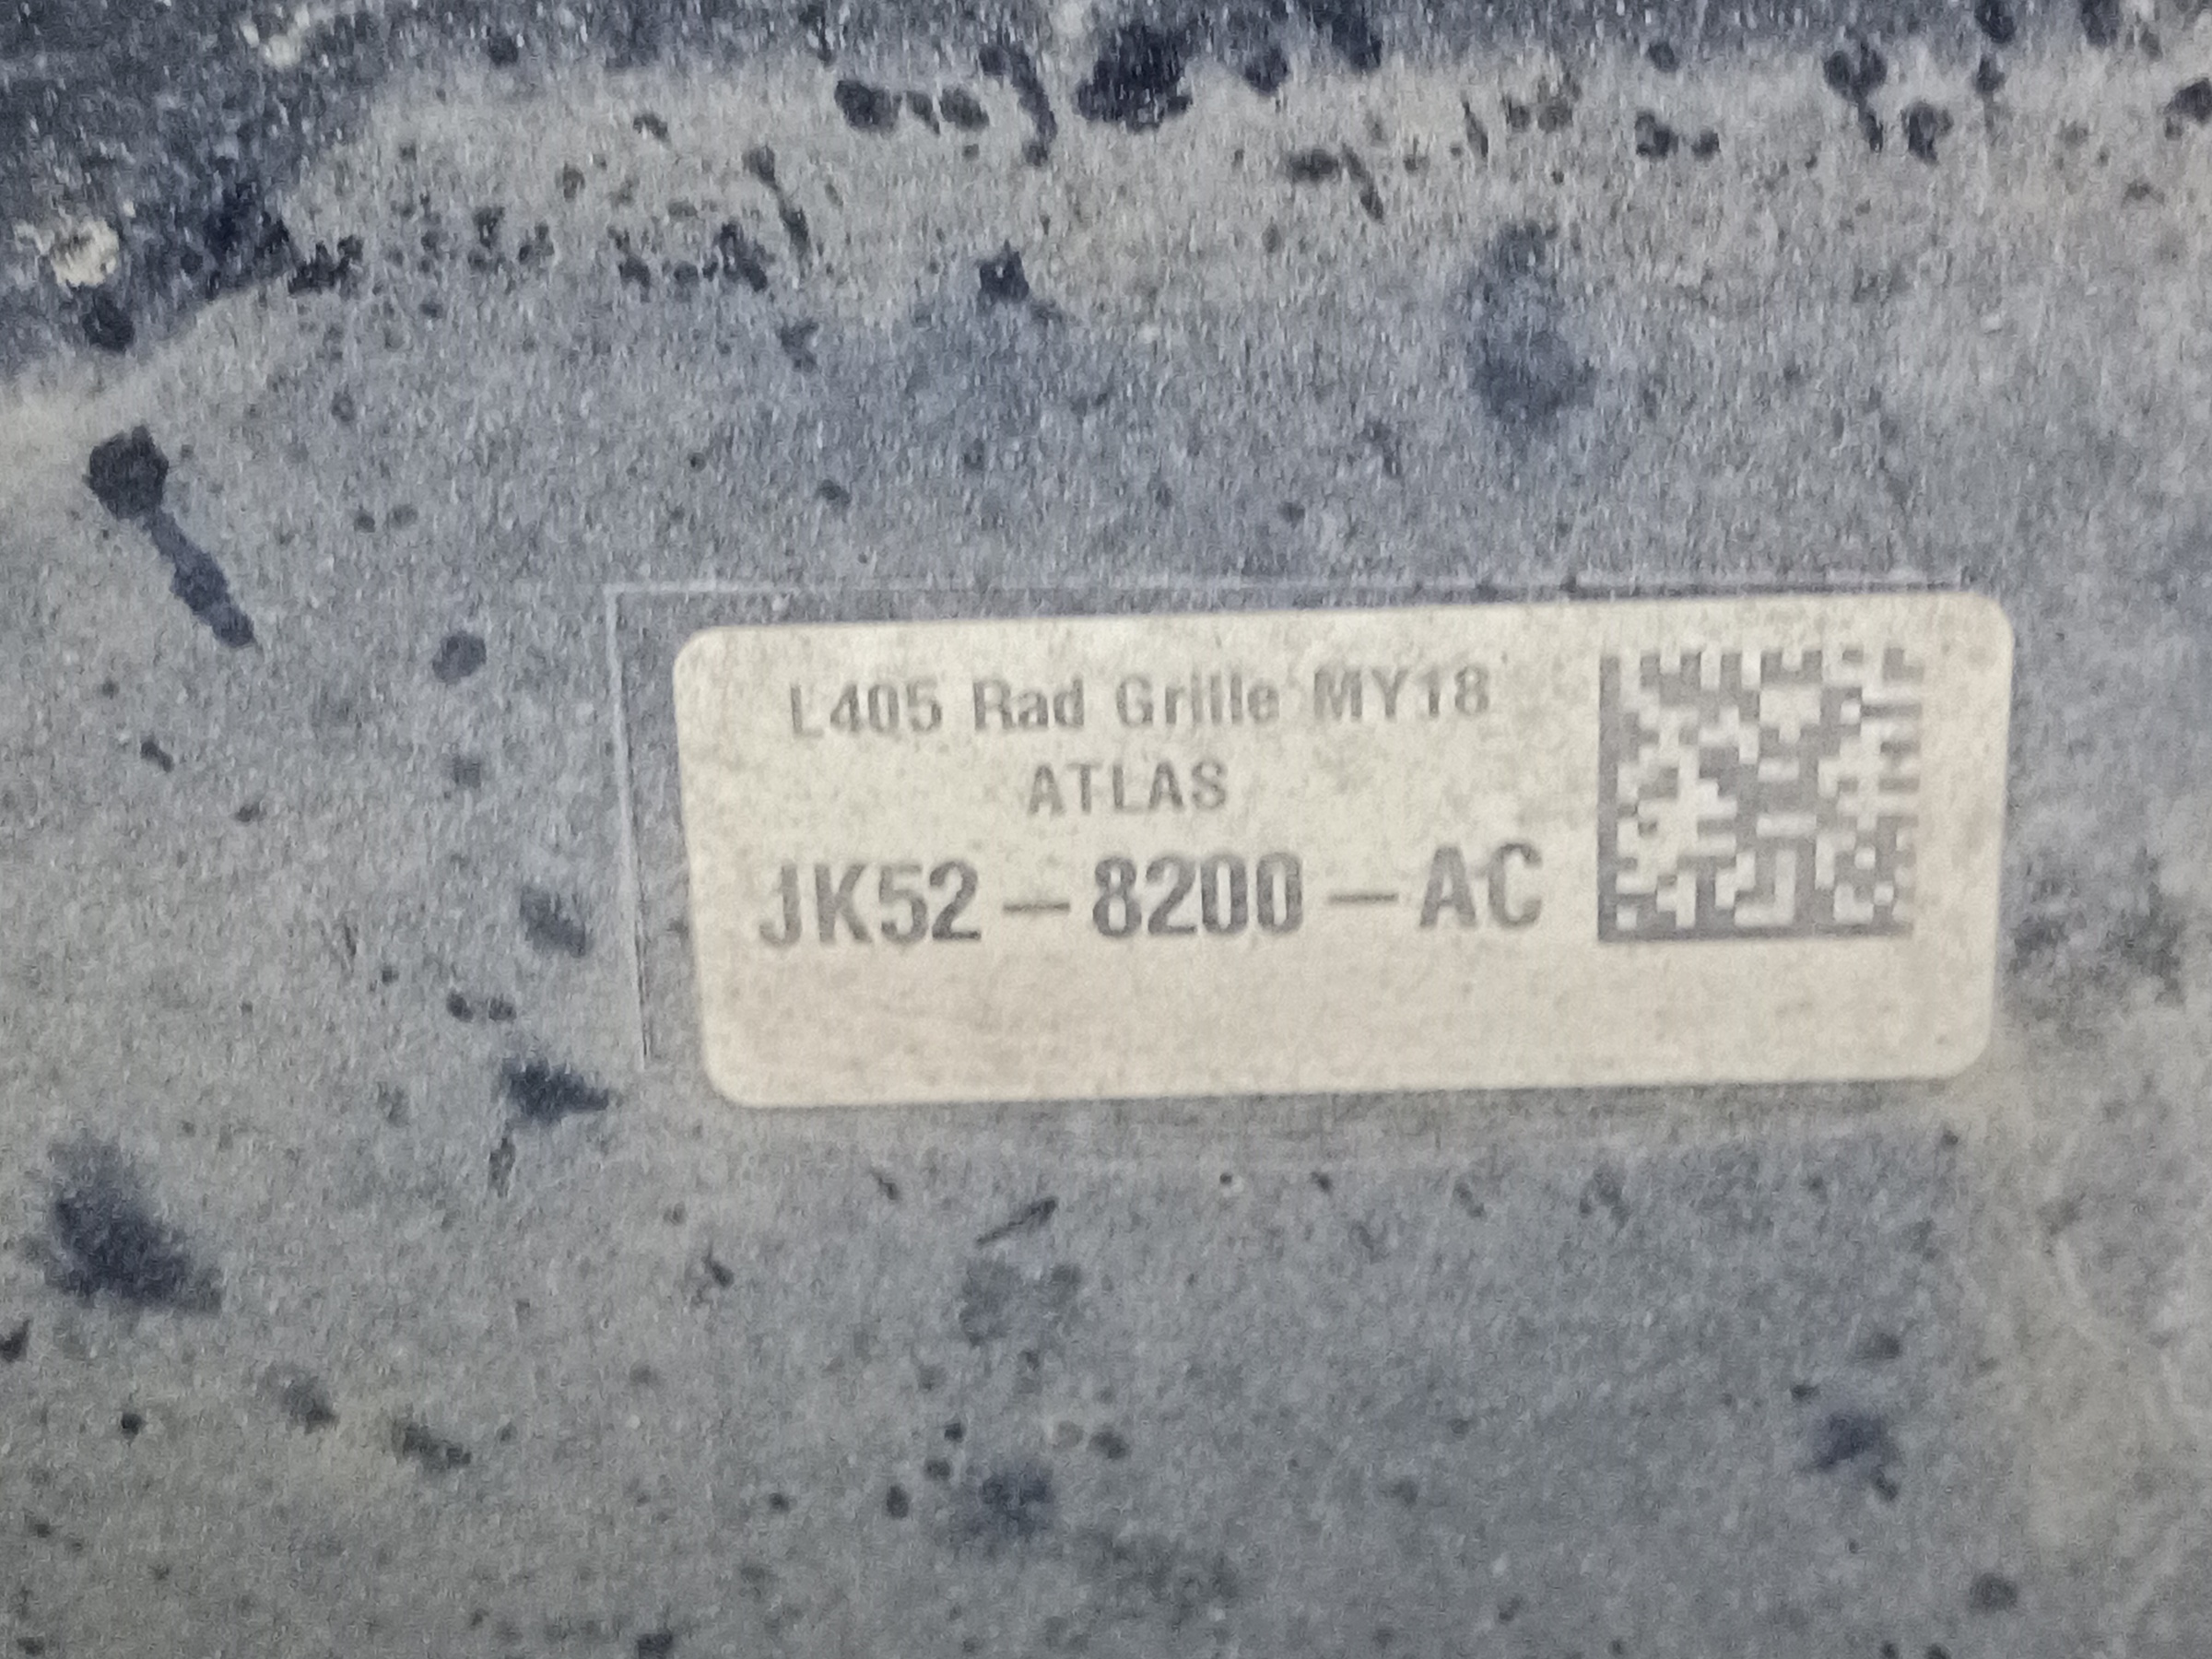 L405 Rad Grille MY18
ATLAS
JK52-8200-AC